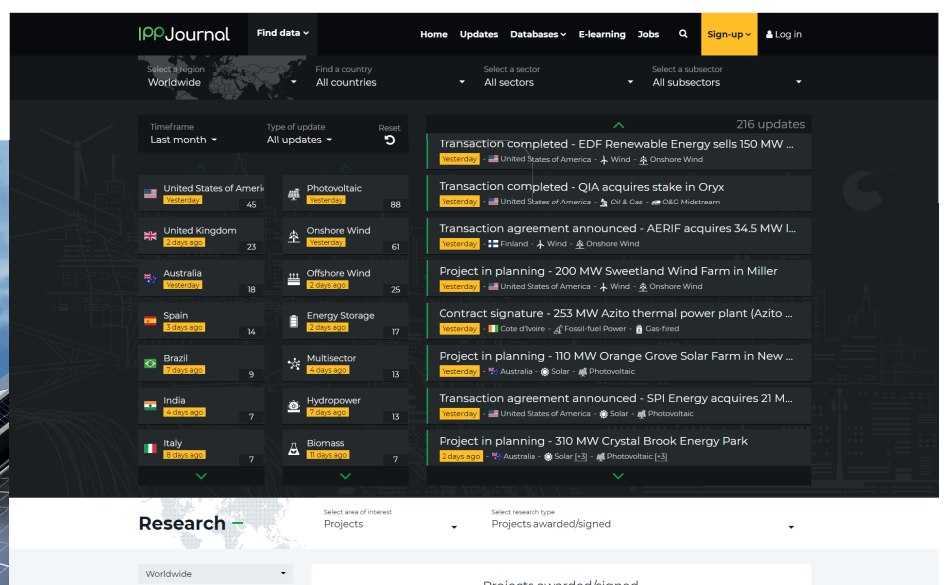 IPPJournal
Find data
Home Updates Databases E-learning Jobs
Sign-up
Log in
Select a region
Worldwide
Find a country
All countries
Select a sector
All sectors
Select a subsector
All subsectors
Timeframe
Last month
Type of update
All updates
Reset
United States of Ameri
Yesterday
45
United Kingdom
2 days ago
23
Australia
Yesterday
18
Spain
3 days ago
14
Brazil
7 days ago
9
India
4 days ago
7
Italy
8 days ago
7
Photovoltaic
Yesterday
88
Onshore Wind
Yesterday
61
Offshore Wind
2 days ago
25
Energy Storage
2 days ago
17
Multisector
4 days ago
13
Hydropower
7 days ago
13
Biomass
11 days ago
7
216 updates
Transaction completed - EDF Renewable Energy sells 150 MW ...
Yesterday - United States of America - Wind - Onshore Wind
Transaction completed - QIA acquires stake in Oryx
Yesterday - United States of America - Oil & Gas - O&G Midstream
Transaction agreement announced - AERIF acquires 34.5 MW I...
Yesterday - Finland - Wind - Onshore Wind
Project in planning - 200 MW Sweetland Wind Farm in Miller
Yesterday - United States of America - Wind - Onshore Wind
Contract signature - 253 MW Azito thermal power plant (Azito ...
Yesterday - Cote d'Ivoire - Fossil-fuel Power - Gas-fired
Project in planning - 110 MW Orange Grove Solar Farm in New ...
Yesterday - Australia - Solar - Photovoltaic
Transaction agreement announced - SPI Energy acquires 21 M...
Yesterday - United States of America - Solar - Photovoltaic
Project in planning - 310 MW Crystal Brook Energy Park
2 days ago - Australia - Solar [+3] - Photovoltaic [+3]
Research
Select area of interest
Projects
Select research type
Projects awarded/signed
Worldwide
Projects awarded/signed